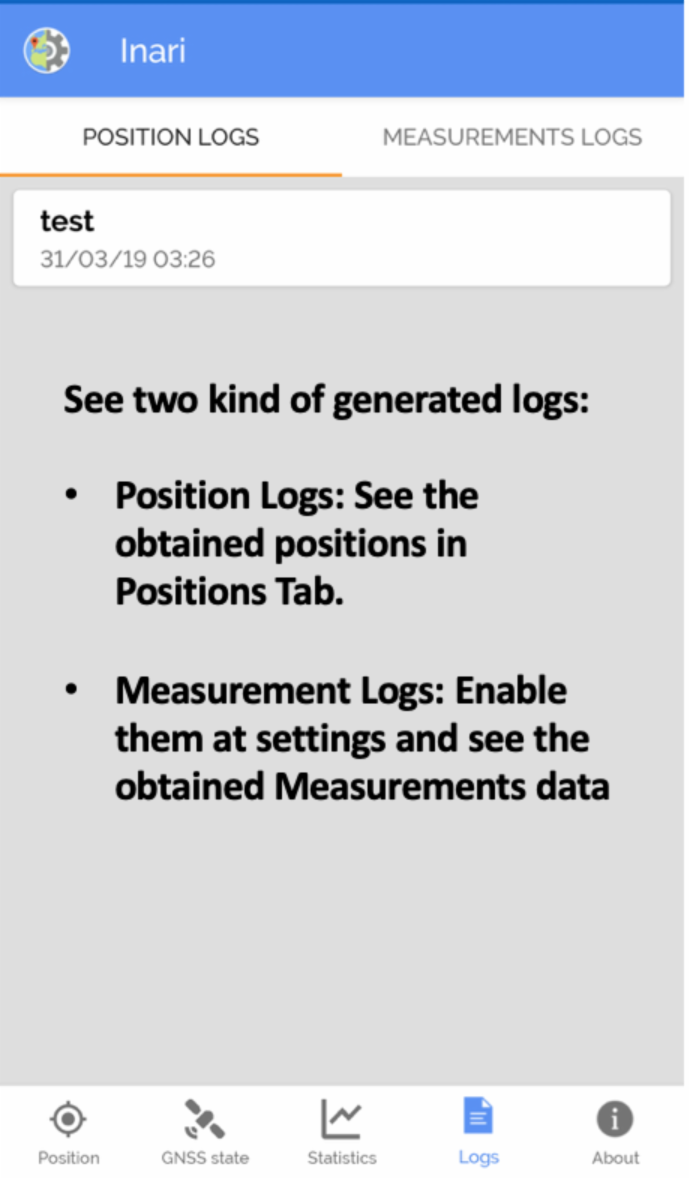 Inari
POSITION LOGS
MEASUREMENTS LOGS
test
31/03/19 03:26
See two kind of generated logs:
• Position Logs: See the
obtained positions in
Positions Tab.
• Measurement Logs: Enable
them at settings and see the
obtained Measurements data
Position
GNSS state
Statistics
Logs
About